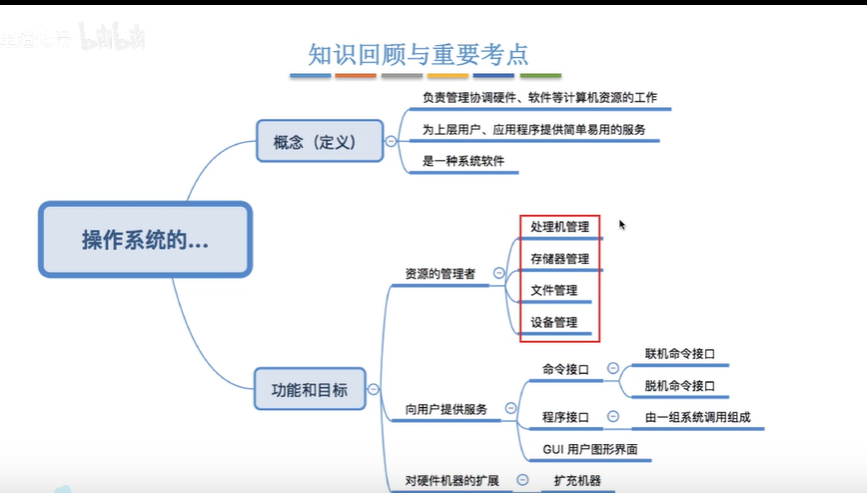 知识回顾与重要考点
操作系统的...
概念（定义）
负责管理协调硬件、软件等计算机资源的工作
为上层用户、应用程序提供简单易用的服务
是一种系统软件
功能和目标
资源的管理者
处理机管理
存储器管理
文件管理
设备管理
向用户提供服务
命令接口
联机命令接口
脱机命令接口
程序接口
由一组系统调用组成
GUI 用户图形界面
对硬件机器的扩展
扩充机器